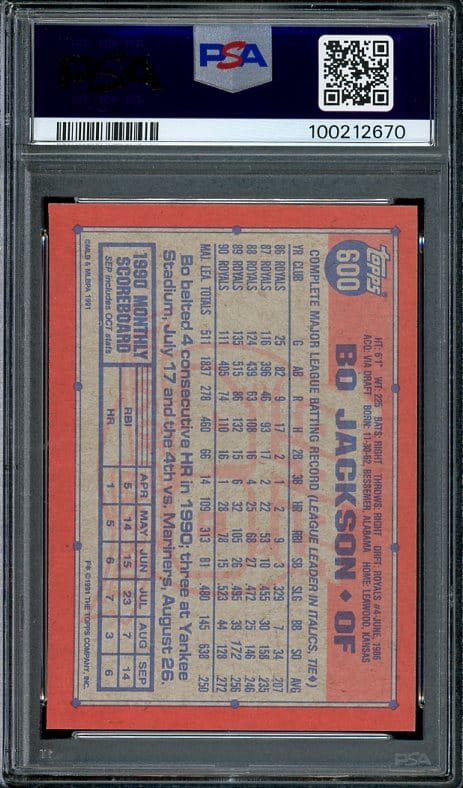 PSA
PSA
100212670
topps®
600
HT: 6'1" WT: 225 BATS: RIGHT THROWS: RIGHT DRFT: ROYALS #4-JUNE, 1986
ACQ: VIA DRAFT BORN: 11-30-62, BESSEMER, ALABAMA HOME: LEAWOOD, KANSAS
BO JACKSON ♦ OF
COMPLETE MAJOR LEAGUE BATTING RECORD (LEAGUE LEADER IN ITALICS, TIE♦)
YR CLUB G AB R H 2B 3B HR RBI SB SLG BB SO AVG
86 ROYALS 25 82 9 17 2 1 2 9 3 .329 7 34 .207
87 ROYALS 116 396 46 93 17 2 22 53 10 .455 30 158 .235
88 ROYALS 124 439 63 108 16 4 25 68 27 .472 25 146 .246
89 ROYALS 135 515 86 132 15 6 32 105 26 .495 39 172 .256
90 ROYALS 111 405 74 110 16 1 28 78 15 .523 44 128 .272
MAJ. LEA. TOTALS 511 1837 278 460 66 14 109 313 81 .480 145 638 .250
Bo belted 4 consecutive HR in 1990; three at Yankee
Stadium, July 17 and the 4th vs. Mariners, August 26.
1990 MONTHLY
SCOREBOARD
SEP includes OCT stats
APR MAY JUN JUL AUG SEP
RBI 5 14 15 23 7 14
HR 1 5 6 7 3 6
©MLB & MLBPA 1991
F* ©1991 THE TOPPS COMPANY, INC.
PSA